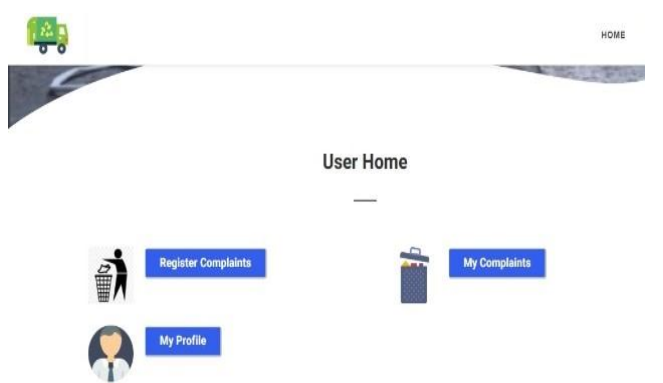 HOME
User Home
Register Complaints
My Complaints
My Profile